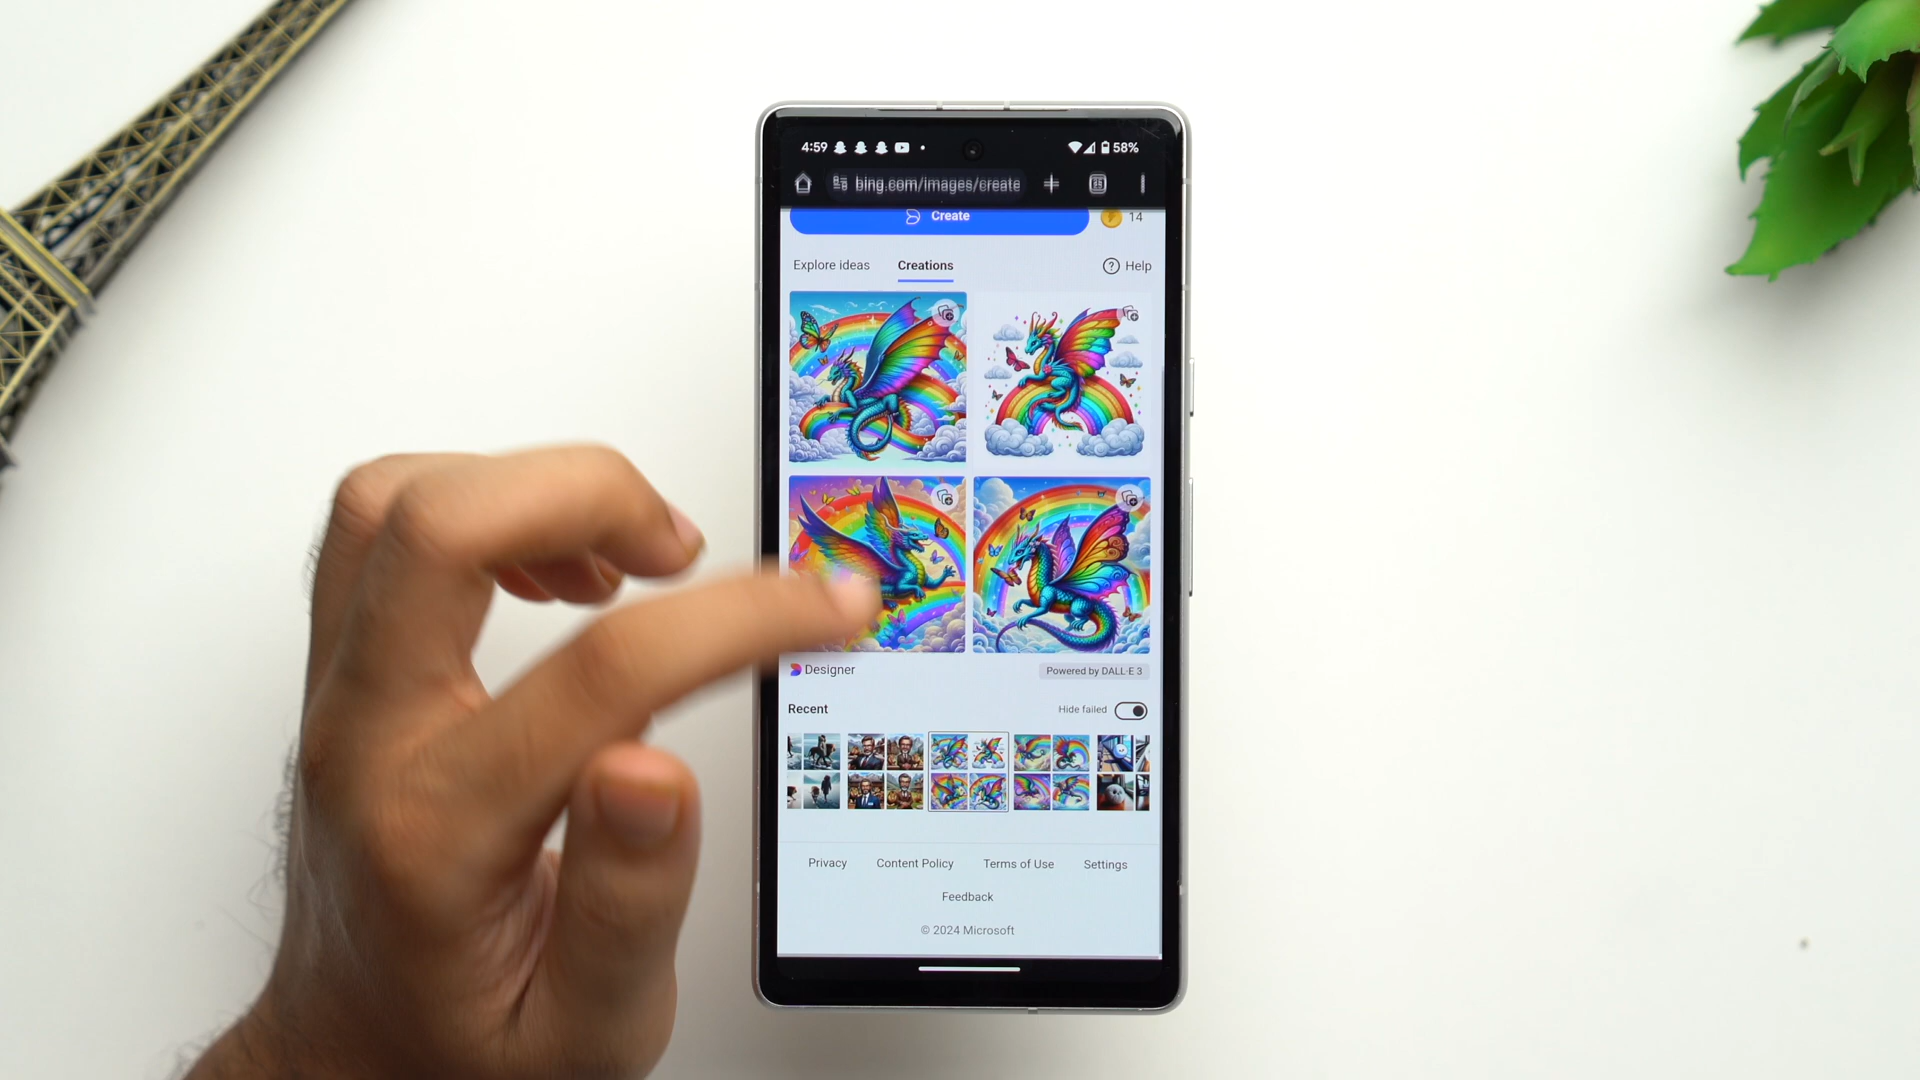 4:59
58%
bing.com/images/create
Create
14
Explore ideas
Creations
Help
Designer
Powered by DALL·E 3
Recent
Hide failed
Privacy
Content Policy
Terms of Use
Settings
Feedback
© 2024 Microsoft